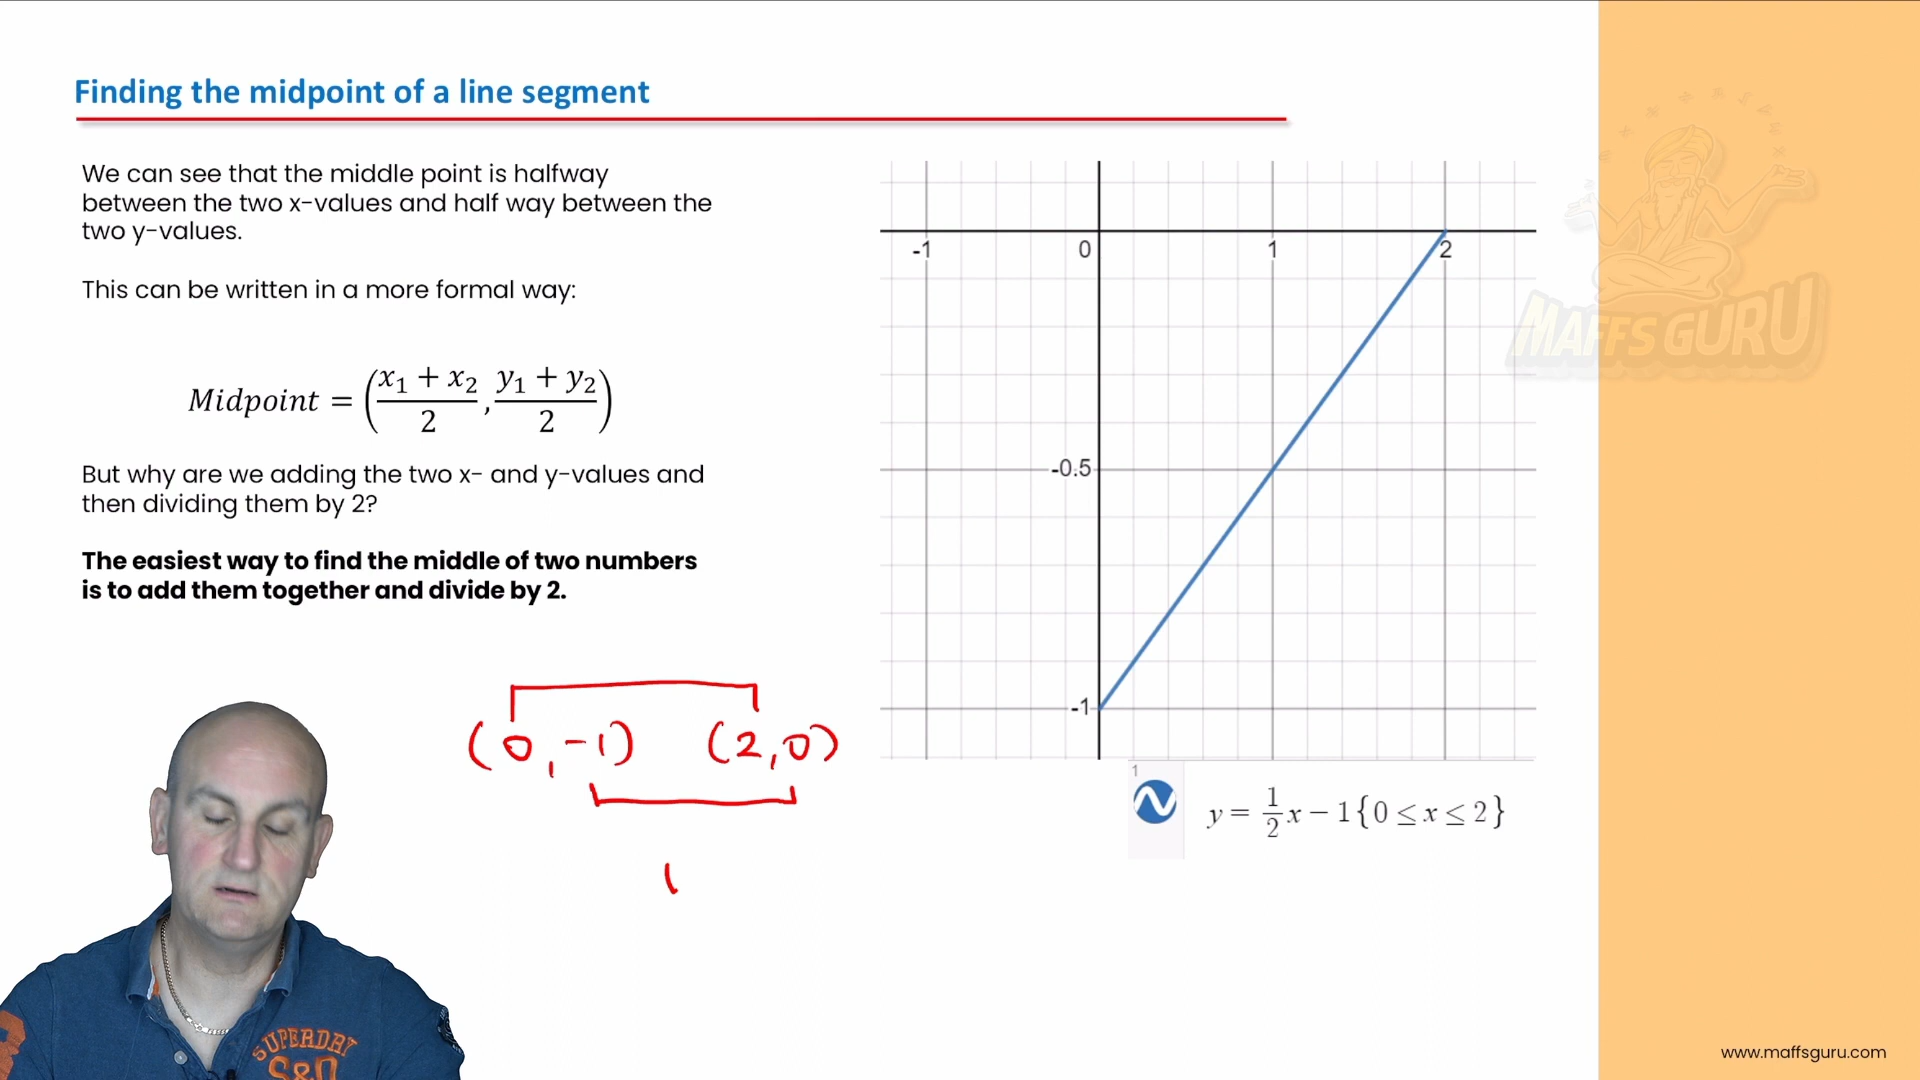 Finding the midpoint of a line segment
We can see that the middle point is halfway
between the two x-values and half way between the
two y-values.
This can be written in a more formal way:
Midpoint = ( (x₁ + x₂)/2 , (y₁ + y₂)/2 )
But why are we adding the two x- and y-values and
then dividing them by 2?
The easiest way to find the middle of two numbers
is to add them together and divide by 2.
(0, -1) (2, 0)
(
-1 0 1 2
-0.5
-1
1
y = 1/2 x − 1 {0 ≤ x ≤ 2}
MAFFS GURU
SUPERDRY
S&D
www.maffsguru.com